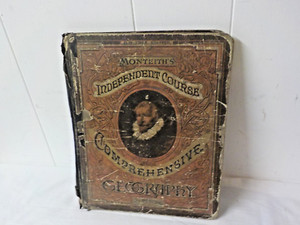 MONTEITH'S
INDEPENDENT COURSE
COMPREHENSIVE
GEOGRAPHY